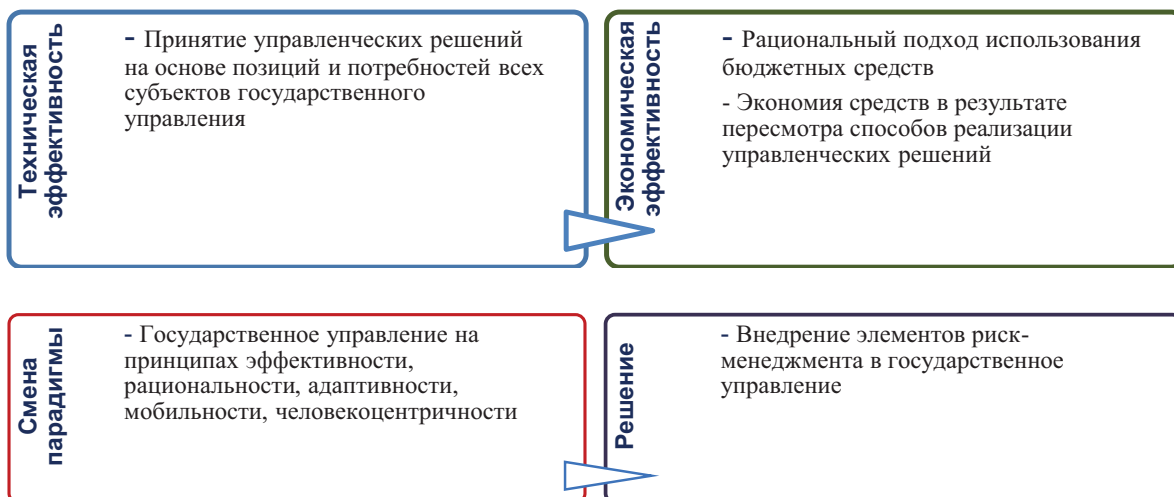 Техническая
эффективность
- Принятие управленческих решений
на основе позиций и потребностей всех
субъектов государственного
управления
Экономическая
эффективность
- Рациональный подход использования
бюджетных средств
- Экономия средств в результате
пересмотра способов реализации
управленческих решений
Смена
парадигмы
- Государственное управление на
принципах эффективности,
рациональности, адаптивности,
мобильности, человекоцентричности
Решение
- Внедрение элементов риск-
менеджмента в государственное
управление